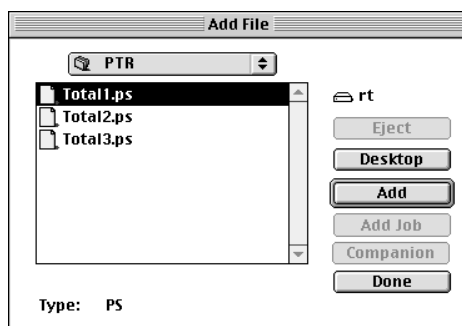 Add File
PTR
Total1.ps
Total2.ps
Total3.ps
rt
Eject
Desktop
Add
Add Job
Companion
Done
Type: PS